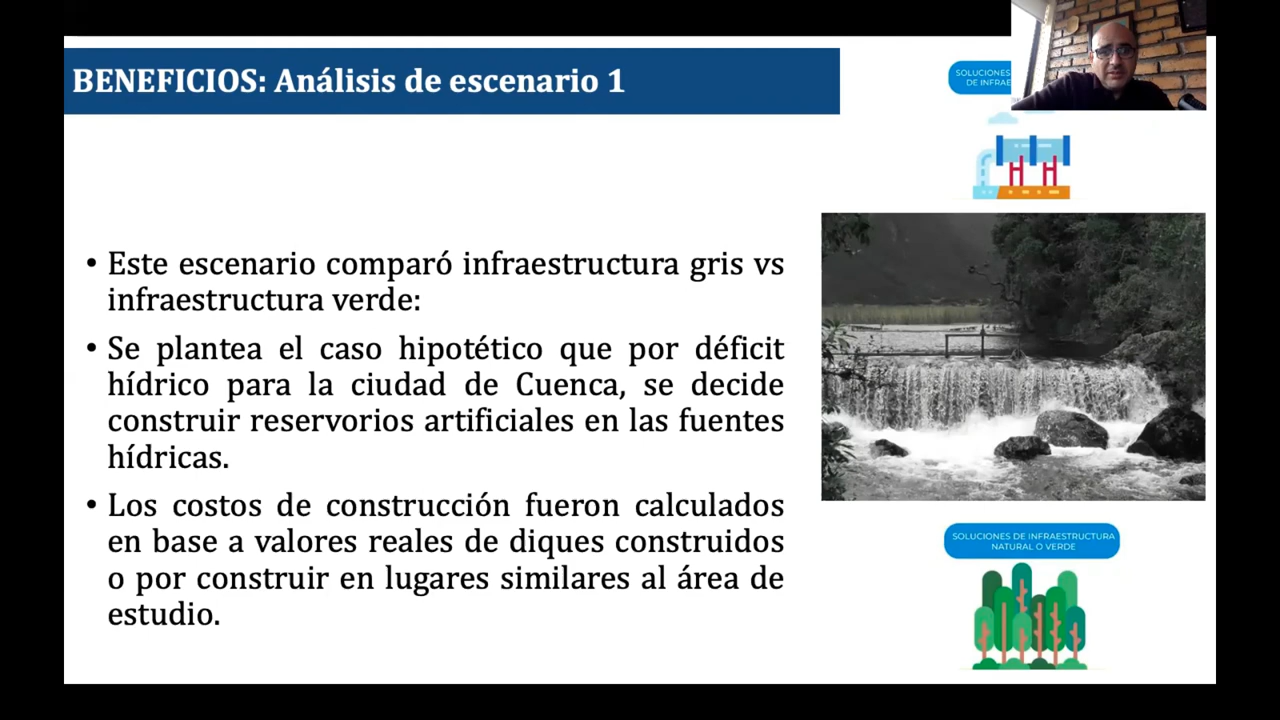 BENEFICIOS: Análisis de escenario 1
SOLUCIONES
DE INFRAE
• Este escenario comparó infraestructura gris vs
infraestructura verde:
• Se plantea el caso hipotético que por déficit
hídrico para la ciudad de Cuenca, se decide
construir reservorios artificiales en las fuentes
hídricas.
• Los costos de construcción fueron calculados
en base a valores reales de diques construidos
o por construir en lugares similares al área de
estudio.
SOLUCIONES DE INFRAESTRUCTURA
NATURAL O VERDE